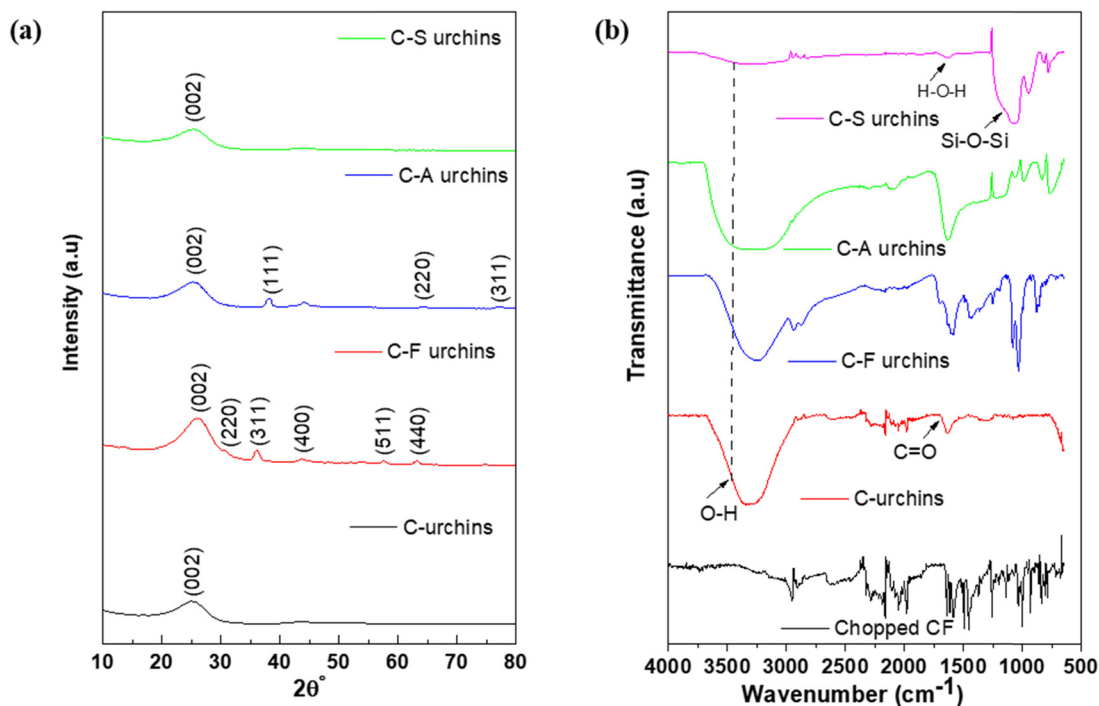 (a)
Intensity (a.u)
C-S urchins
(002)
C-A urchins
(002)
(111)
(220)
(311)
C-F urchins
(002)
(220)
(311)
(400)
(511)
(440)
C-urchins
(002)
10 20 30 40 50 60 70 80
2θ°
(b)
Transmittance (a.u)
H-O-H
C-S urchins
Si-O-Si
C-A urchins
C-F urchins
C=O
C-urchins
O-H
Chopped CF
4000 3500 3000 2500 2000 1500 1000 500
Wavenumber (cm⁻¹)